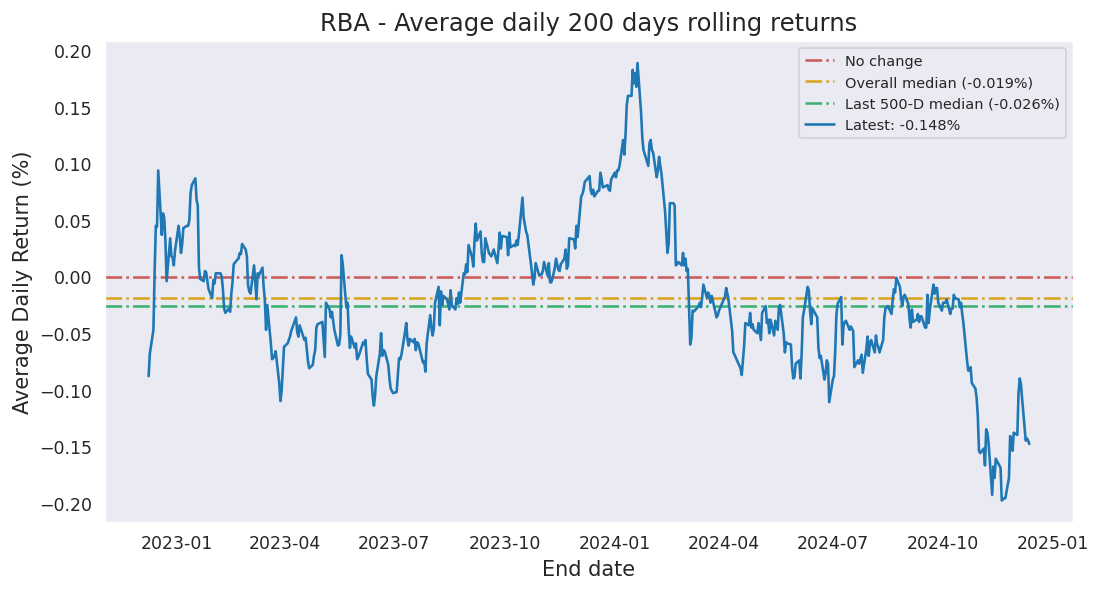 RBA - Average daily 200 days rolling returns
No change
Overall median (-0.019%)
Last 500-D median (-0.026%)
Latest: -0.148%
Average Daily Return (%)
0.20
0.15
0.10
0.05
0.00
−0.05
−0.10
−0.15
−0.20
2023-01 2023-04 2023-07 2023-10 2024-01 2024-04 2024-07 2024-10 2025-01
End date